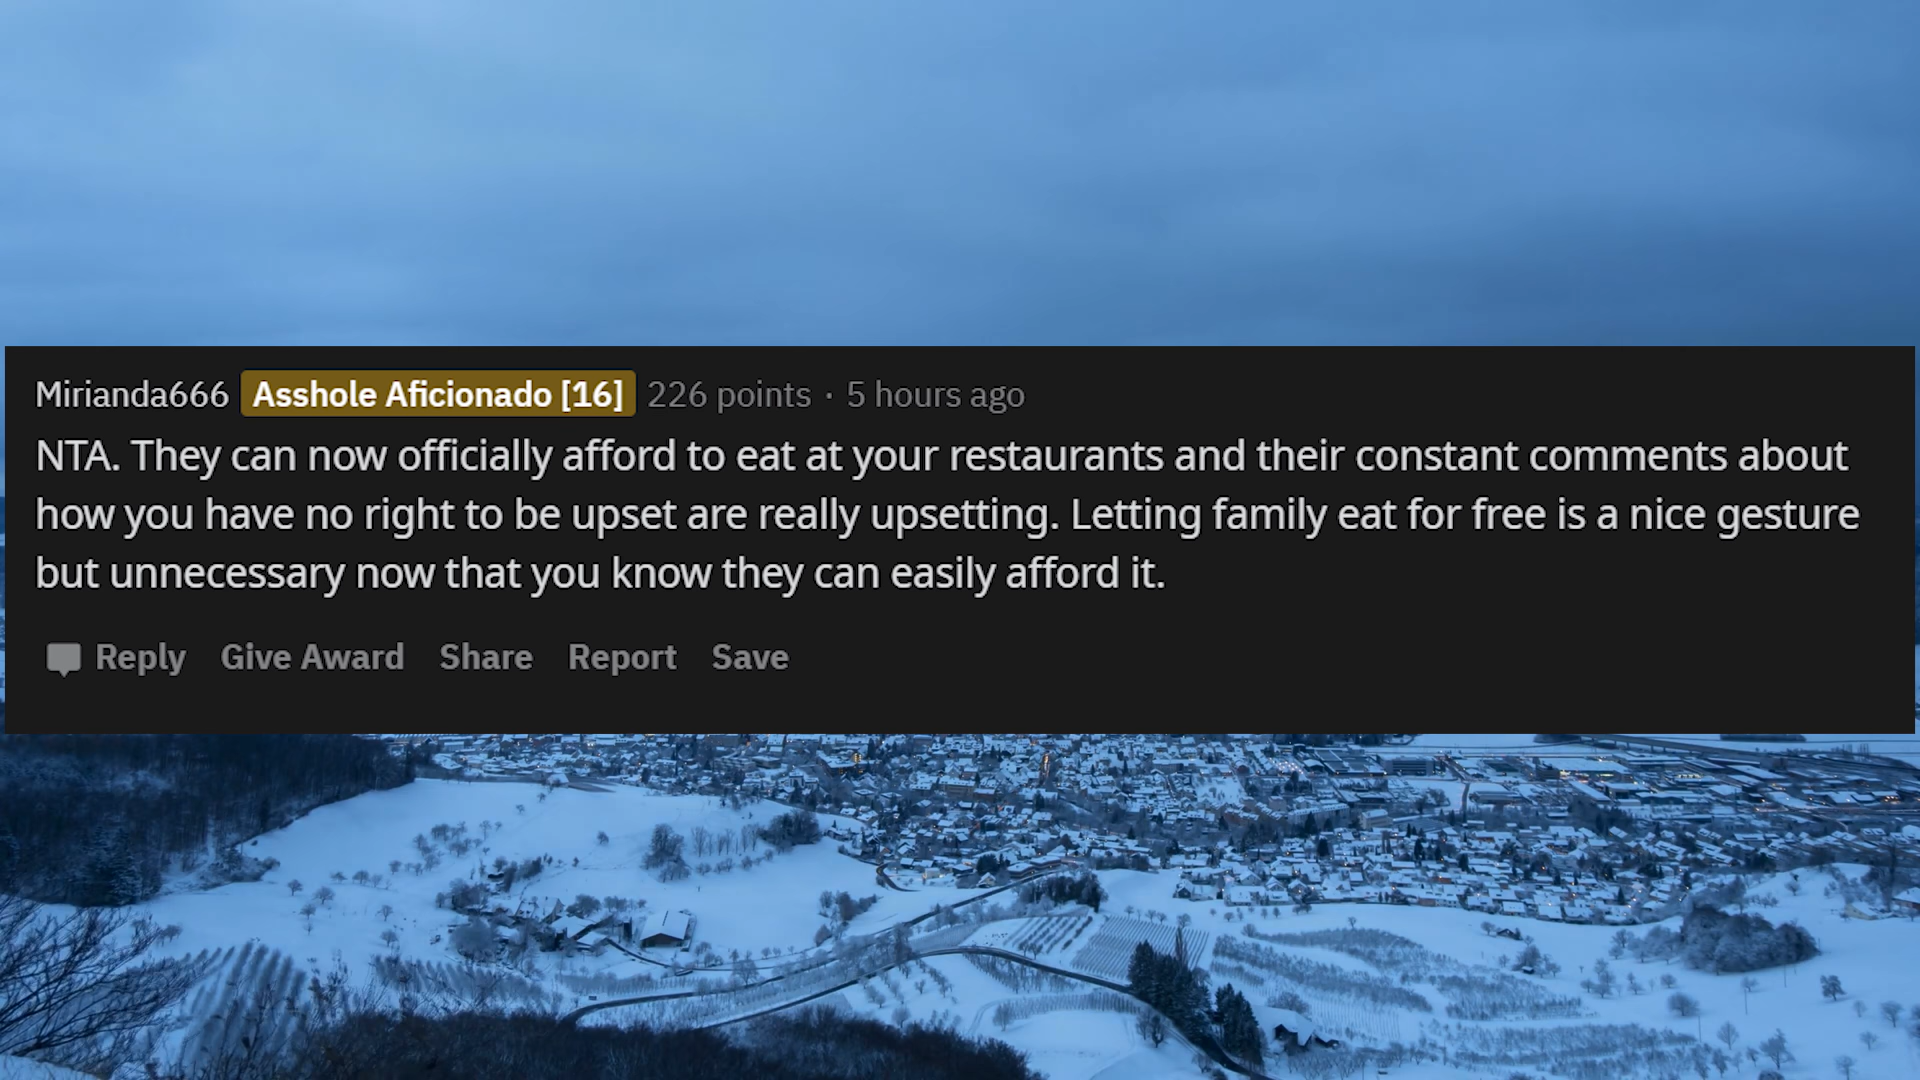 Mirianda666 Asshole Aficionado [16] 226 points · 5 hours ago
NTA. They can now officially afford to eat at your restaurants and their constant comments about
how you have no right to be upset are really upsetting. Letting family eat for free is a nice gesture
but unnecessary now that you know they can easily afford it.
Reply Give Award Share Report Save